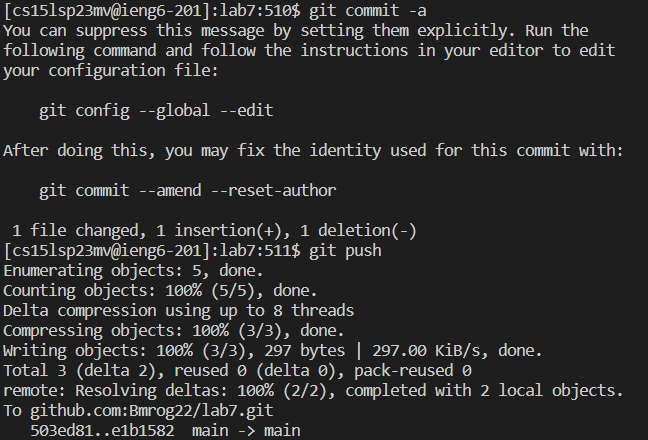 [cs15lsp23mv@ieng6-201]:lab7:510$ git commit -a
You can suppress this message by setting them explicitly. Run the
following command and follow the instructions in your editor to edit
your configuration file:
git config --global --edit
After doing this, you may fix the identity used for this commit with:
git commit --amend --reset-author
1 file changed, 1 insertion(+), 1 deletion(-)
[cs15lsp23mv@ieng6-201]:lab7:511$ git push
Enumerating objects: 5, done.
Counting objects: 100% (5/5), done.
Delta compression using up to 8 threads
Compressing objects: 100% (3/3), done.
Writing objects: 100% (3/3), 297 bytes | 297.00 KiB/s, done.
Total 3 (delta 2), reused 0 (delta 0), pack-reused 0
remote: Resolving deltas: 100% (2/2), completed with 2 local objects.
To github.com:Bmrog22/lab7.git
503ed81..e1b1582  main -> main